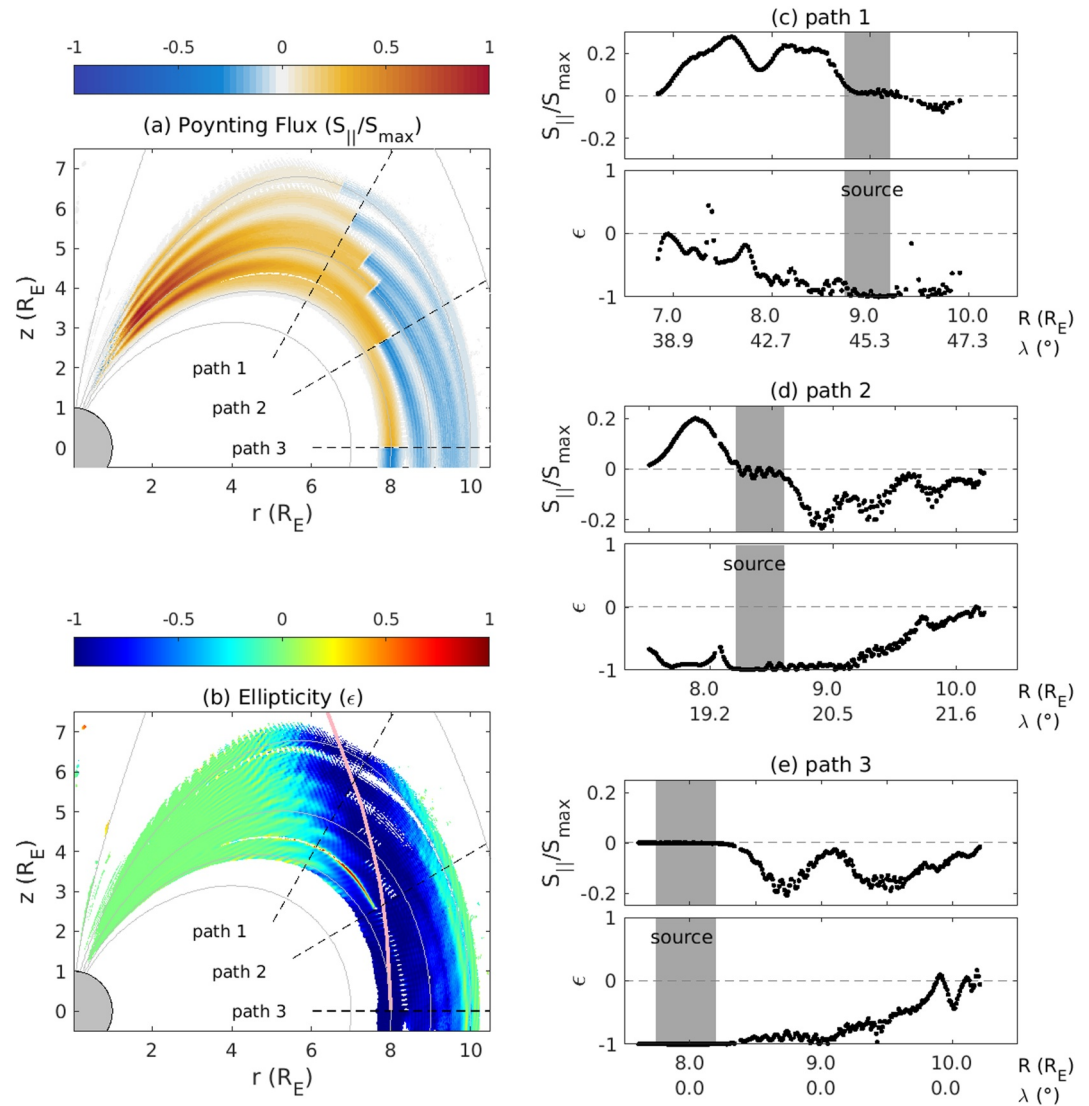 -1 -0.5 0 0.5 1
(a) Poynting Flux (S||/Smax)
7
6
5
4
3
2
1
0
z (RE)
path 1
path 2
path 3
2 4 6 8 10
r (RE)
-1 -0.5 0 0.5 1
(b) Ellipticity (ϵ)
7
6
5
4
3
2
1
0
z (RE)
path 1
path 2
path 3
2 4 6 8 10
r (RE)
(c) path 1
0.2
0
-0.2
S||/Smax
1
0
-1
ϵ
source
7.0 8.0 9.0 10.0 R (RE)
38.9 42.7 45.3 47.3 λ (°)
(d) path 2
0.2
0
-0.2
S||/Smax
1
0
-1
ϵ
source
8.0 9.0 10.0 R (RE)
19.2 20.5 21.6 λ (°)
(e) path 3
0.2
0
-0.2
S||/Smax
1
0
-1
ϵ
source
8.0 9.0 10.0 R (RE)
0.0 0.0 0.0 λ (°)